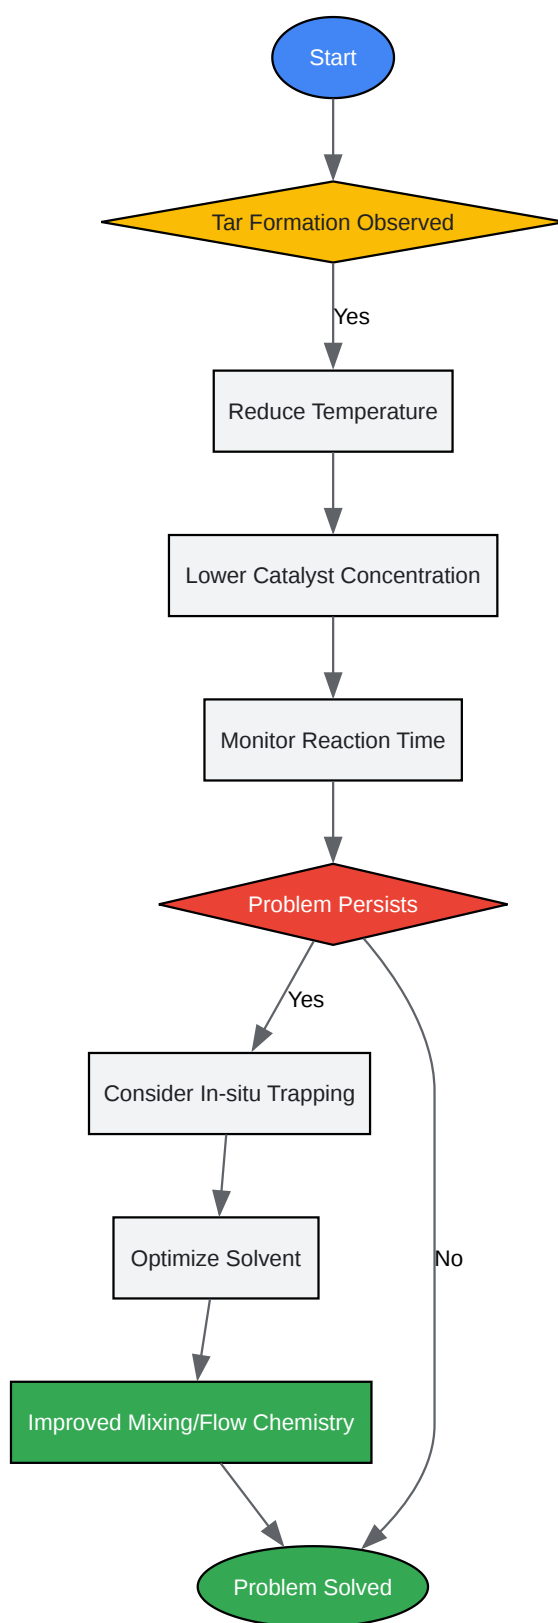 Start
Tar Formation Observed
Yes
Reduce Temperature
Lower Catalyst Concentration
Monitor Reaction Time
Problem Persists
Yes
Consider In-situ Trapping
Optimize Solvent
No
Improved Mixing/Flow Chemistry
Problem Solved